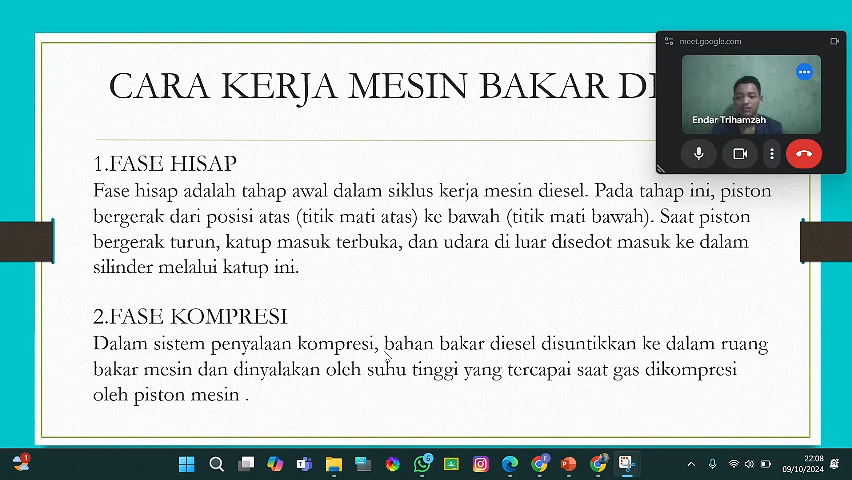 CARA KERJA MESIN BAKAR
meet.google.com
Endar Trihamzah
1.FASE HISAP
Fase hisap adalah tahap awal dalam siklus kerja mesin diesel. Pada tahap ini, piston
bergerak dari posisi atas (titik mati atas) ke bawah (titik mati bawah). Saat piston
bergerak turun, katup masuk terbuka, dan udara di luar disedot masuk ke dalam
silinder melalui katup ini.
2.FASE KOMPRESI
Dalam sistem penyalaan kompresi, bahan bakar diesel disuntikkan ke dalam ruang
bakar mesin dan dinyalakan oleh suhu tinggi yang tercapai saat gas dikompresi
oleh piston mesin .
22:08
09/10/2024